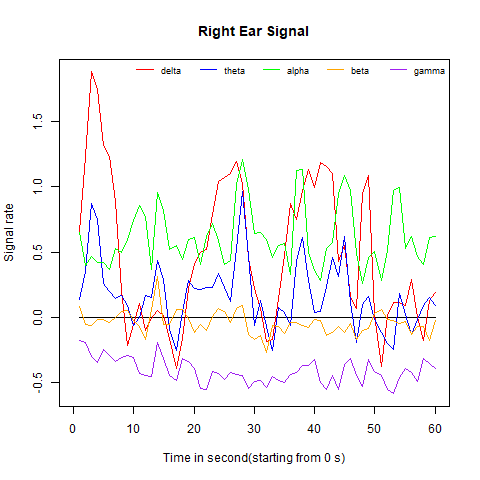 Right Ear Signal
delta theta alpha beta gamma
Signal rate
1.5
1.0
0.5
0.0
-0.5
0 10 20 30 40 50 60
Time in second(starting from 0 s)